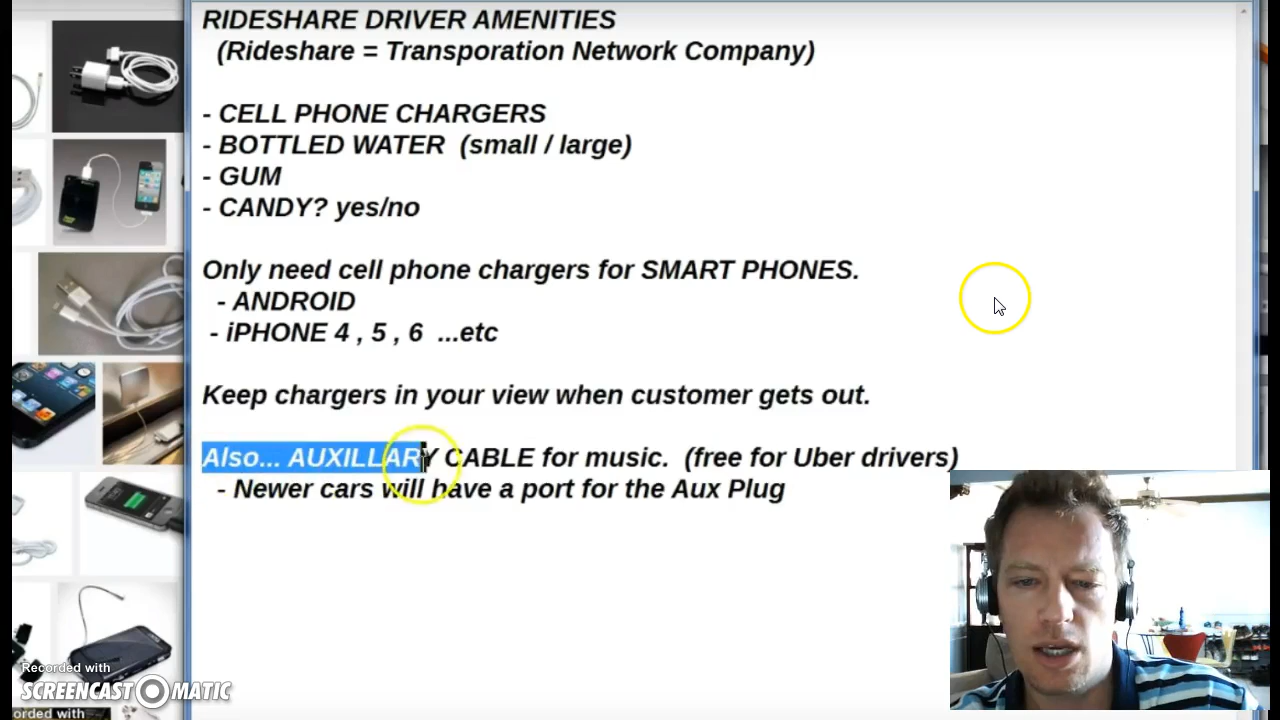 RIDESHARE DRIVER AMENITIES
(Rideshare = Transporation Network Company)
- CELL PHONE CHARGERS
- BOTTLED WATER (small / large)
- GUM
- CANDY? yes/no
Only need cell phone chargers for SMART PHONES.
- ANDROID
- iPHONE 4 , 5 , 6 ...etc
Keep chargers in your view when customer gets out.
Also... AUXILLARY CABLE for music. (free for Uber drivers)
- Newer cars will have a port for the Aux Plug
Recorded with
SCREENCAST MATIC
orded with